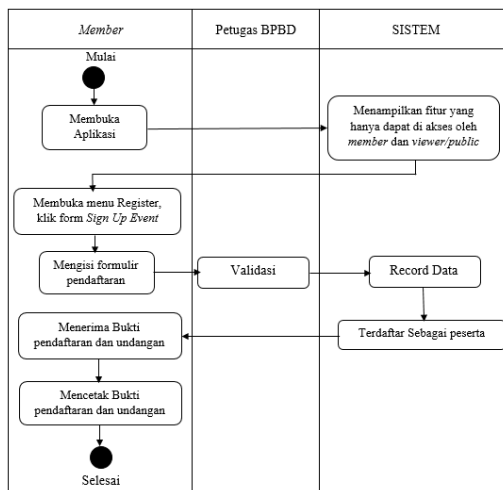 Member
Petugas BPBD
SISTEM
Mulai
Membuka
Aplikasi
Menampilkan fitur yang
hanya dapat di akses oleh
member dan viewer/public
Membuka menu Register,
klik form Sign Up Event
Mengisi formulir
pendaftaran
Validasi
Record Data
Terdaftar Sebagai peserta
Menerima Bukti
pendaftaran dan undangan
Mencetak Bukti
pendaftaran dan undangan
Selesai